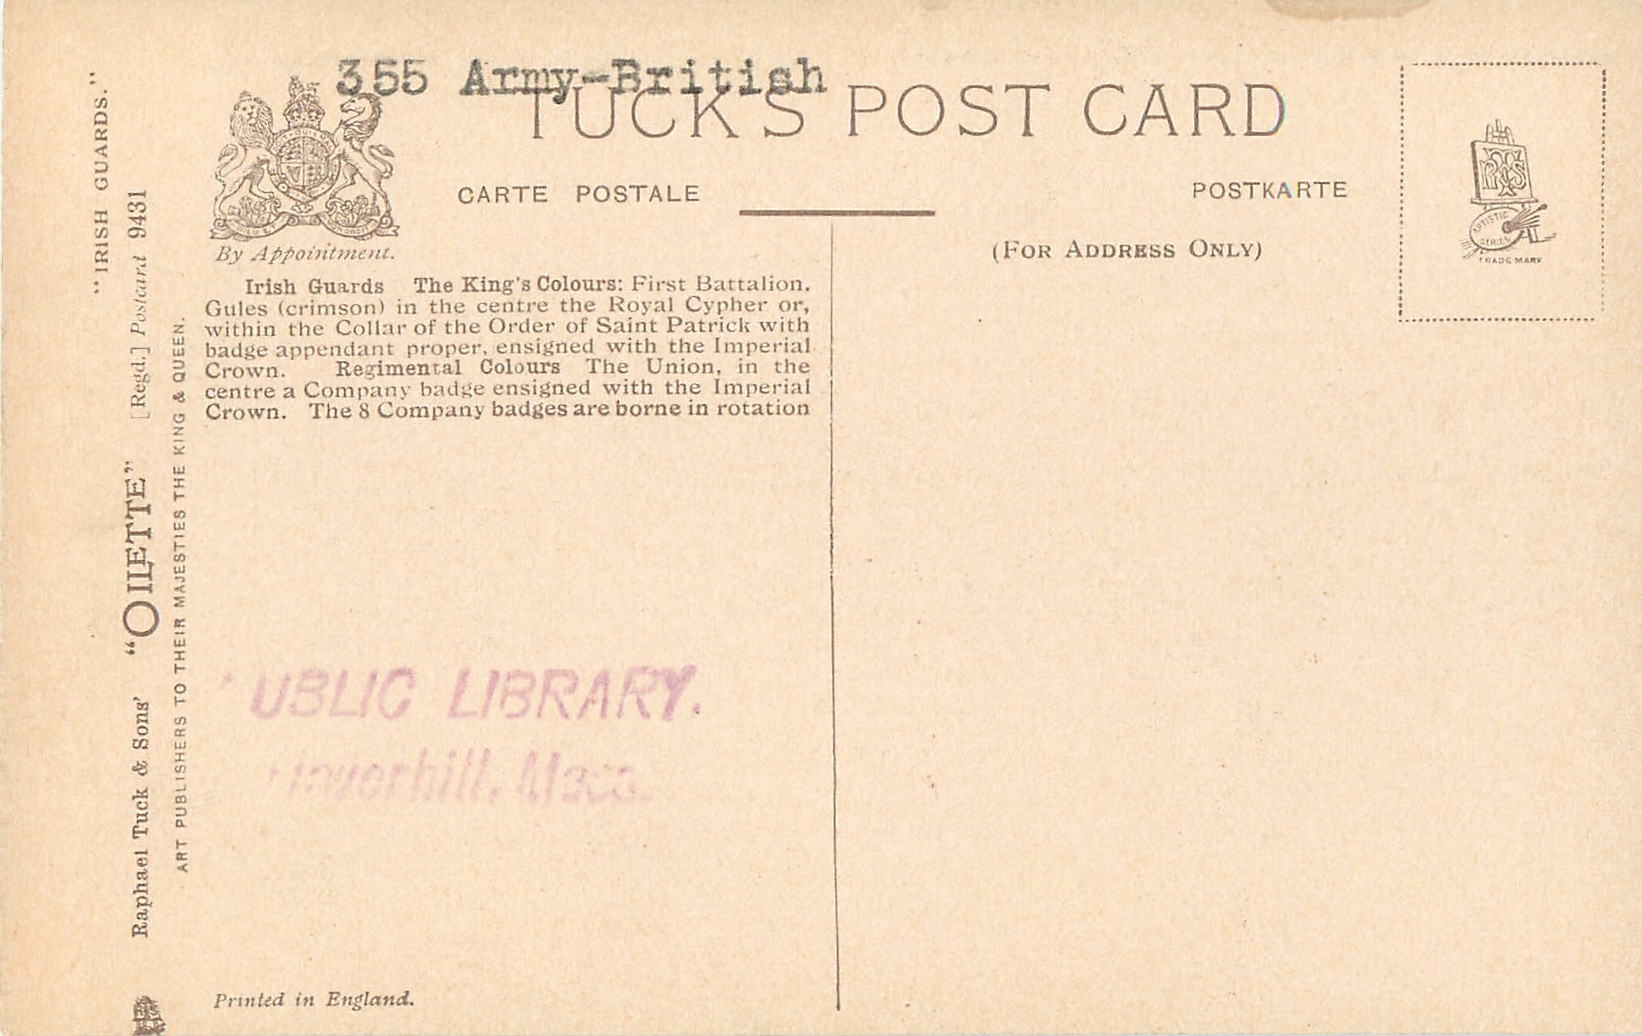 355 Army-British
TUCK'S POST CARD
CARTE POSTALE
POSTKARTE
By Appointment.
(FOR ADDRESS ONLY)
ARTISTIC
SERIES
TRADE MARK
Irish Guards The King's Colours: First Battalion.
Gules (crimson) in the centre the Royal Cypher or,
within the Collar of the Order of Saint Patrick with
badge appendant proper, ensigned with the Imperial
Crown. Regimental Colours The Union, in the
centre a Company badge ensigned with the Imperial
Crown. The 8 Company badges are borne in rotation
"IRISH GUARDS."
Raphael Tuck & Sons' "OILETTE" [Regd.] Postcard 9431
ART PUBLISHERS TO THEIR MAJESTIES THE KING & QUEEN.
UBLIC LIBRARY.
Printed in England.